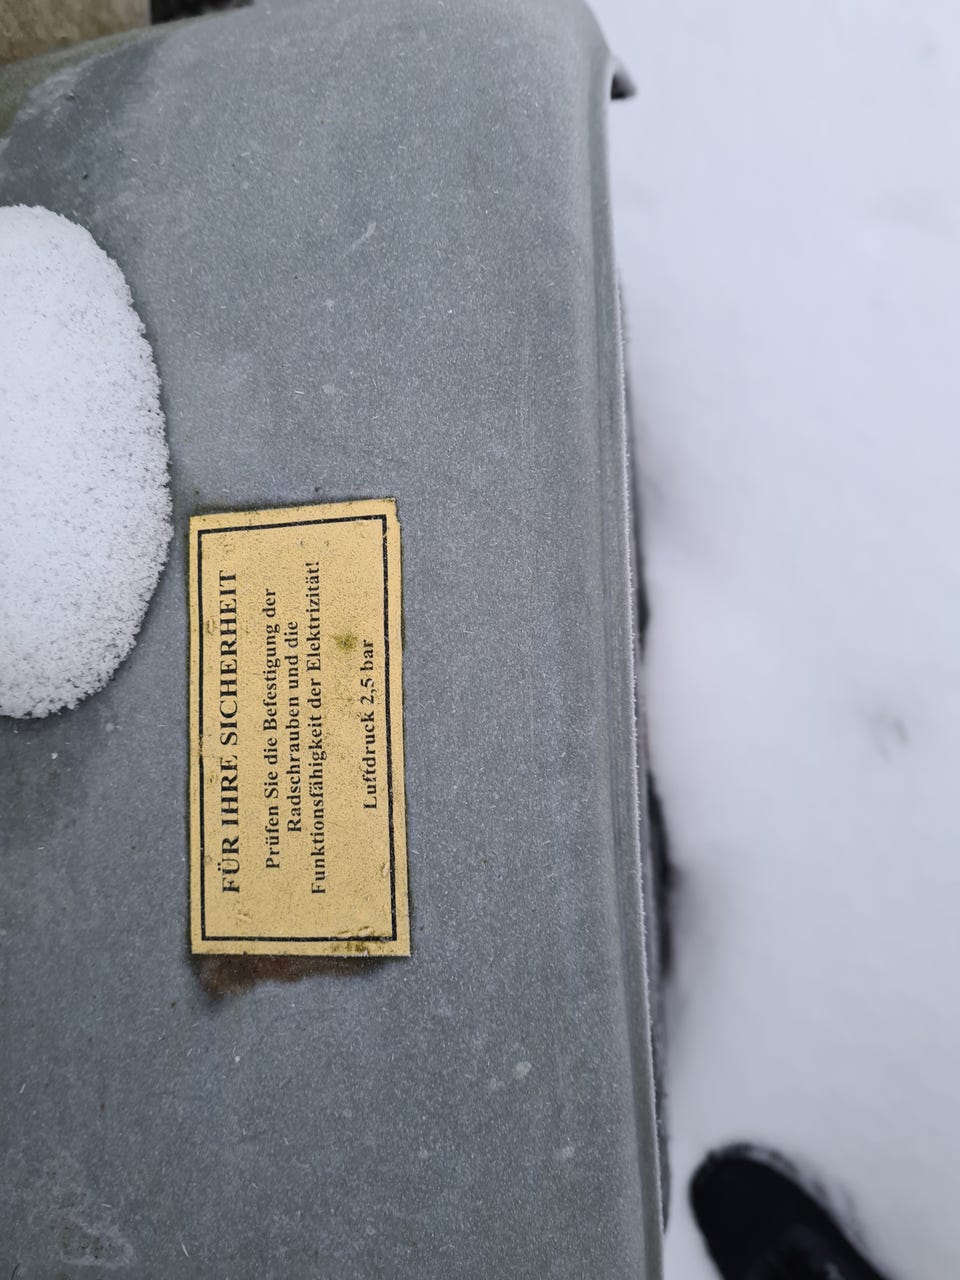 FÜR IHRE SICHERHEIT
Prüfen Sie die Befestigung der
Radschrauben und die
Funktionsfähigkeit der Elektrizität!
Luftdruck 2,5 bar